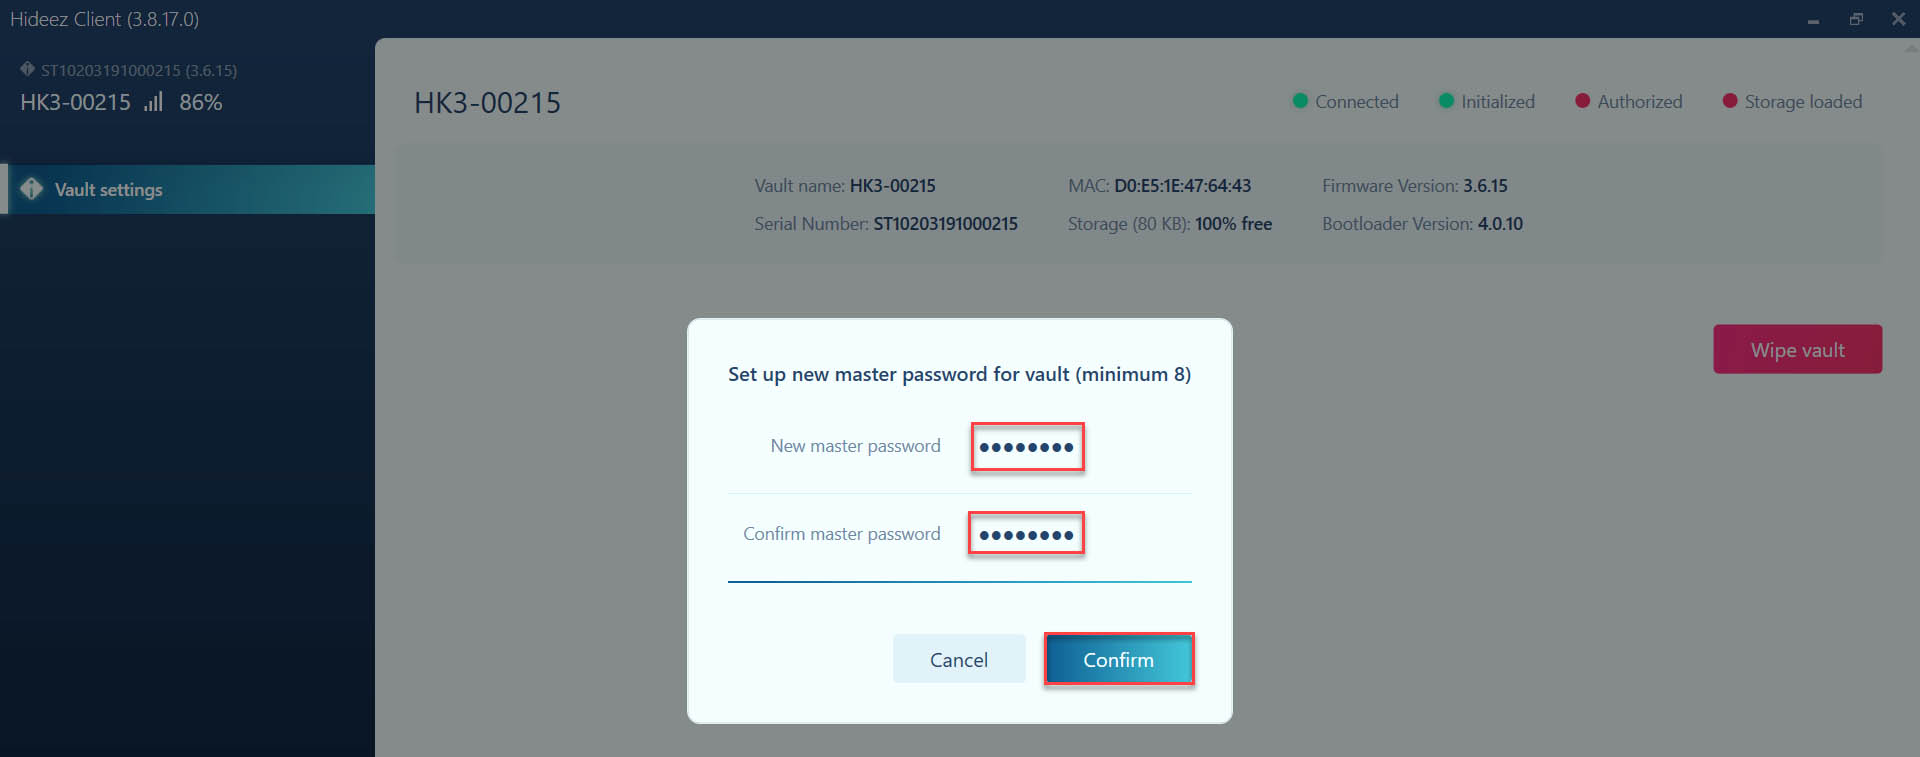 Hideez Client (3.8.17.0)
ST10203191000215 (3.6.15)
HK3-00215 86%
Vault settings
HK3-00215
Connected Initialized Authorized Storage loaded
Vault name: HK3-00215 MAC: D0:E5:1E:47:64:43 Firmware Version: 3.6.15
Serial Number: ST10203191000215 Storage (80 KB): 100% free Bootloader Version: 4.0.10
Wipe vault
Set up new master password for vault (minimum 8)
New master password ●●●●●●●●
Confirm master password ●●●●●●●●
Cancel Confirm